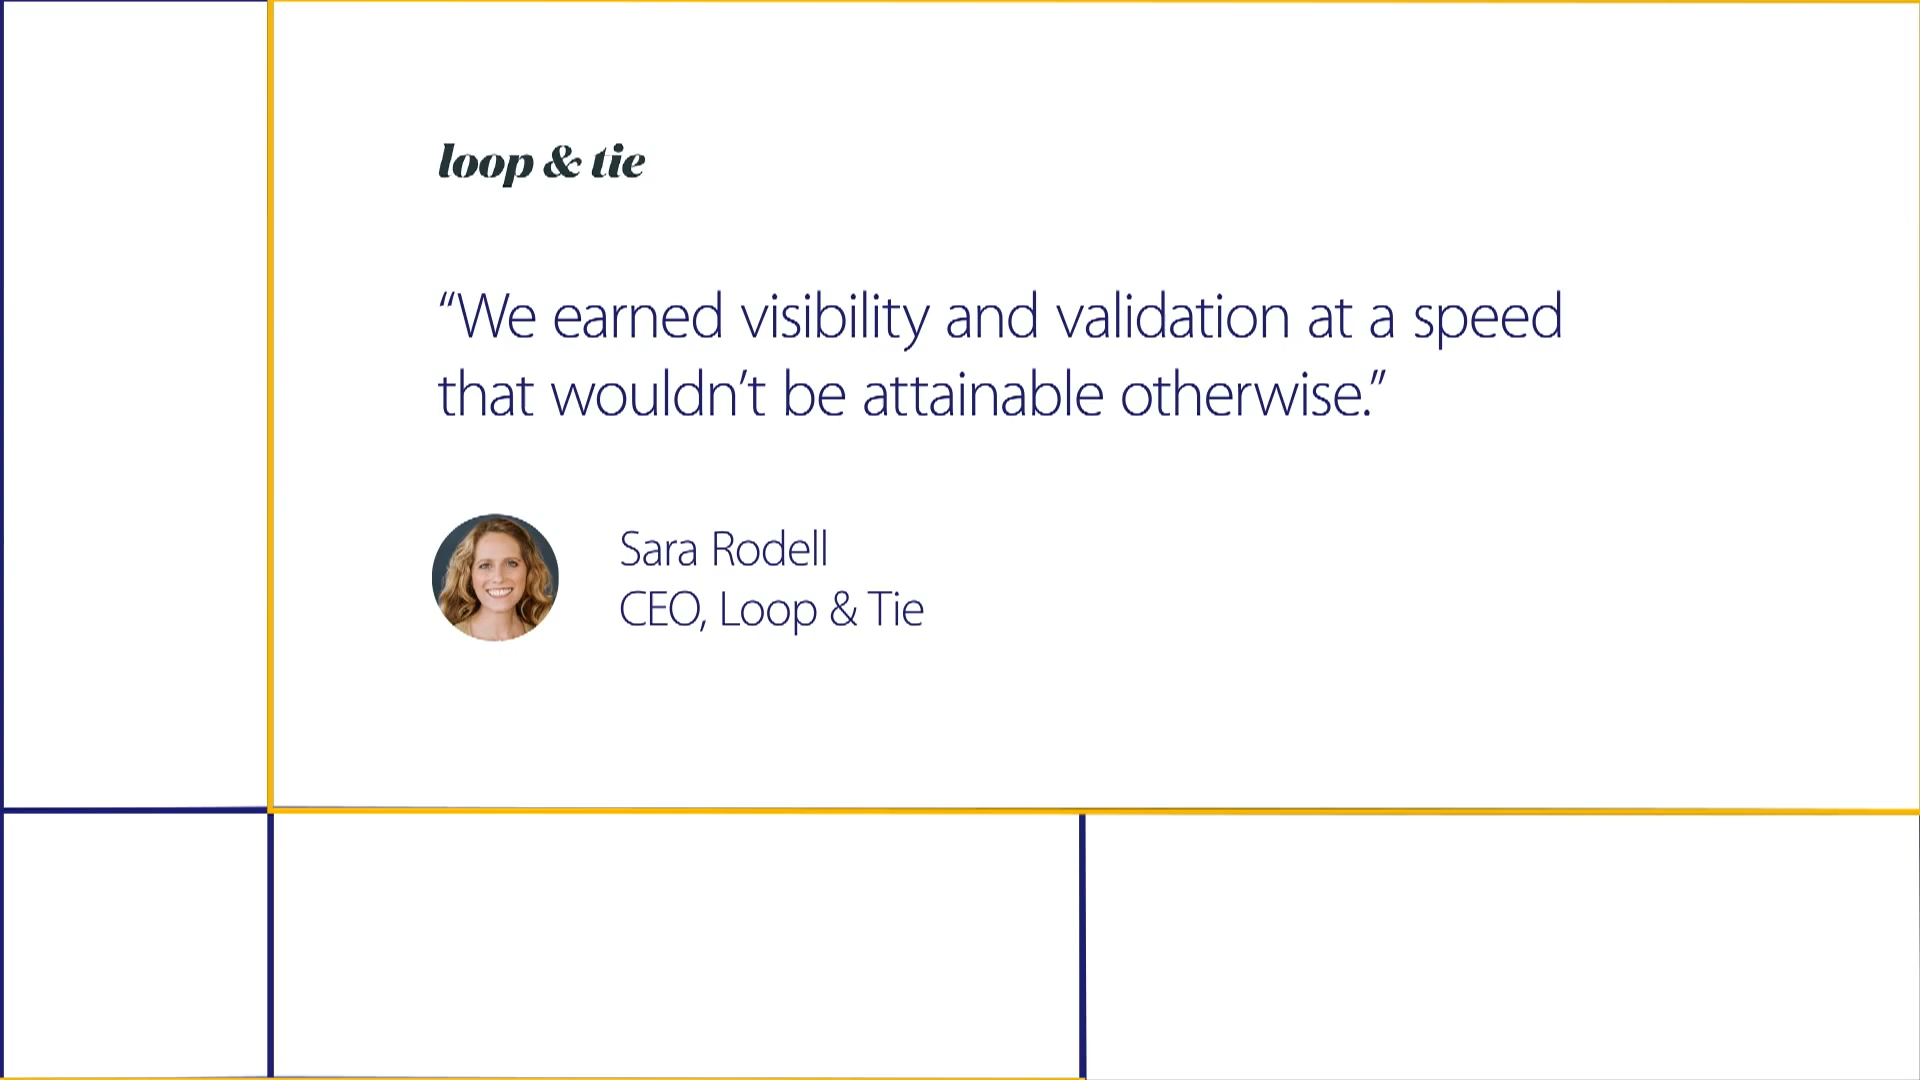 loop & tie
“We earned visibility and validation at a speed
that wouldn’t be attainable otherwise.”
Sara Rodell
CEO, Loop & Tie